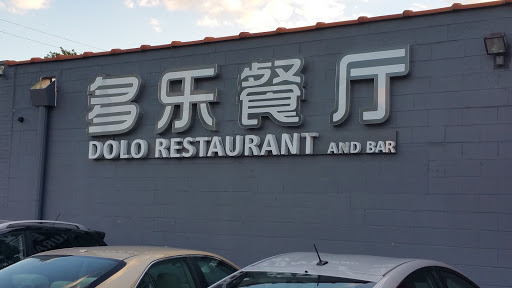 多乐餐厅
DOLO RESTAURANT AND BAR